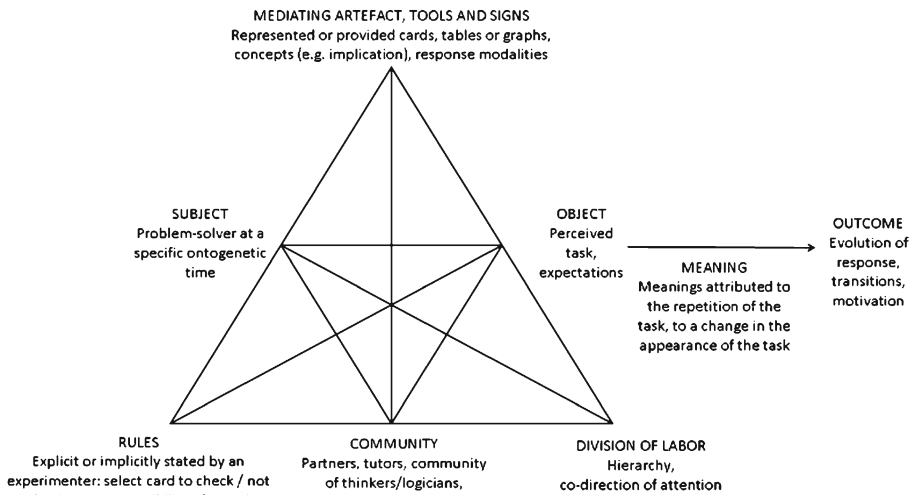 MEDIATING ARTEFACT, TOOLS AND SIGNS
Represented or provided cards, tables or graphs,
concepts (e.g. implication), response modalities
SUBJECT
Problem-solver at a
specific ontogenetic
time
OBJECT
Perceived
task,
expectations
MEANING
Meanings attributed to
the repetition of the
task, to a change in the
appearance of the task
OUTCOME
Evolution of
response,
transitions,
motivation
RULES
Explicit or implicitly stated by an
experimenter: select card to check / not
COMMUNITY
Partners, tutors, community
of thinkers/logicians,
DIVISION OF LABOR
Hierarchy,
co-direction of attention